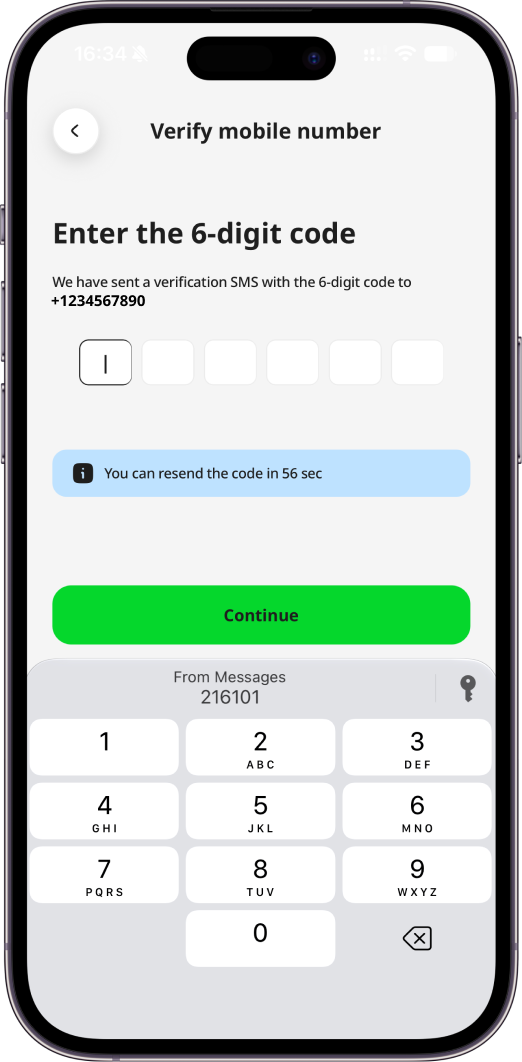 16:34
Verify mobile number
Enter the 6-digit code
We have sent a verification SMS with the 6-digit code to
+1234567890
You can resend the code in 56 sec
Continue
From Messages
216101
1
2
ABC
3
DEF
4
GHI
5
JKL
6
MNO
7
PQRS
8
TUV
9
WXYZ
0